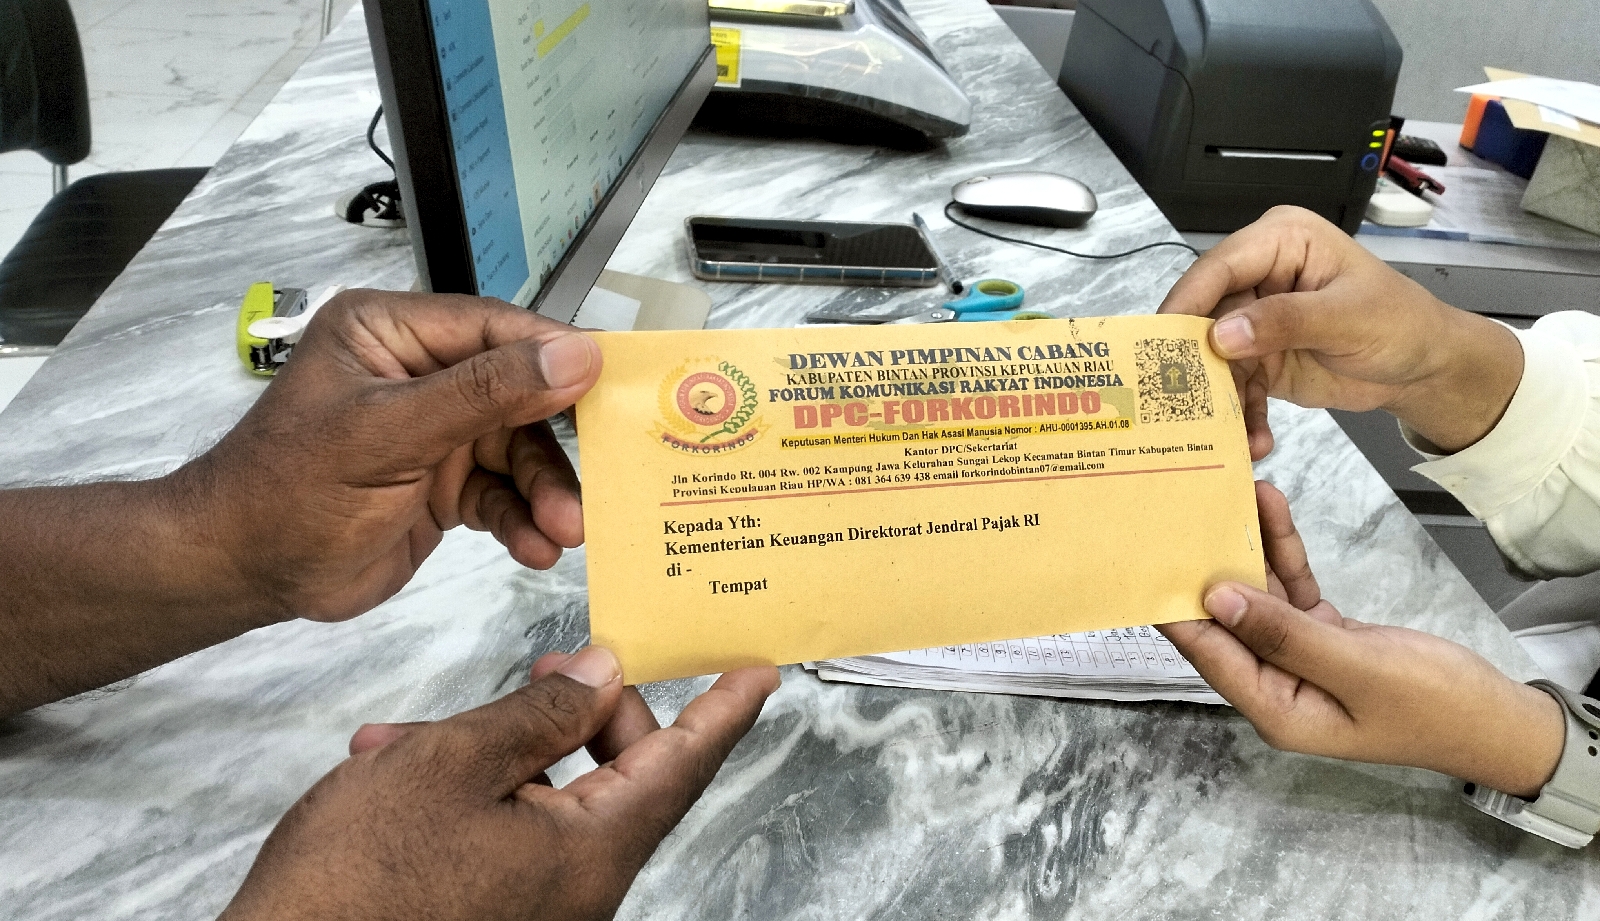 DEWAN PIMPINAN CABANG
KABUPATEN BINTAN PROVINSI KEPULAUAN RIAU
FORUM KOMUNIKASI RAKYAT INDONESIA
DPC-FORKORINDO
Keputusan Menteri Hukum Dan Hak Asasi Manusia Nomor : AHU-0001395.AH.01.08
Kantor DPC/Sekertariat
Jln Korindo Rt. 004 Rw. 002 Kampung Jawa Kelurahan Sungai Lekop Kecamatan Bintan Timur Kabupaten Bintan
Provinsi Kepulauan Riau HP/WA : 081 364 639 438 email forkorindobintan07@gmail.com
FORKORINDO
Kepada Yth:
Kementerian Keuangan Direktorat Jendral Pajak RI
di -
Tempat